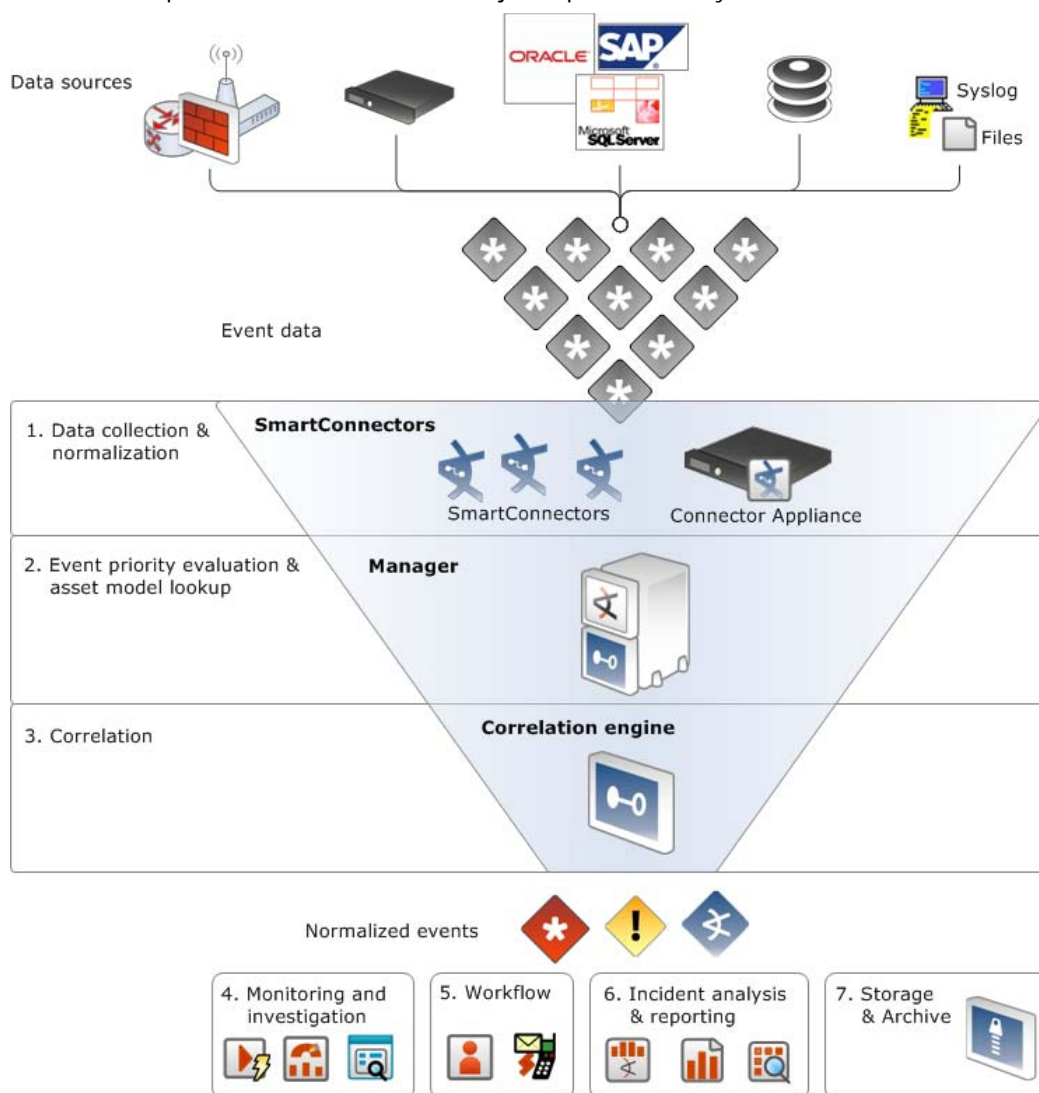 Data sources
ORACLE
SAP
Microsoft
SQL Server
Syslog
Files
Event data
1. Data collection &
normalization
SmartConnectors
SmartConnectors
Connector Appliance
2. Event priority evaluation &
asset model lookup
Manager
3. Correlation
Correlation engine
Normalized events
4. Monitoring and
investigation
5. Workflow
6. Incident analysis
& reporting
7. Storage
& Archive